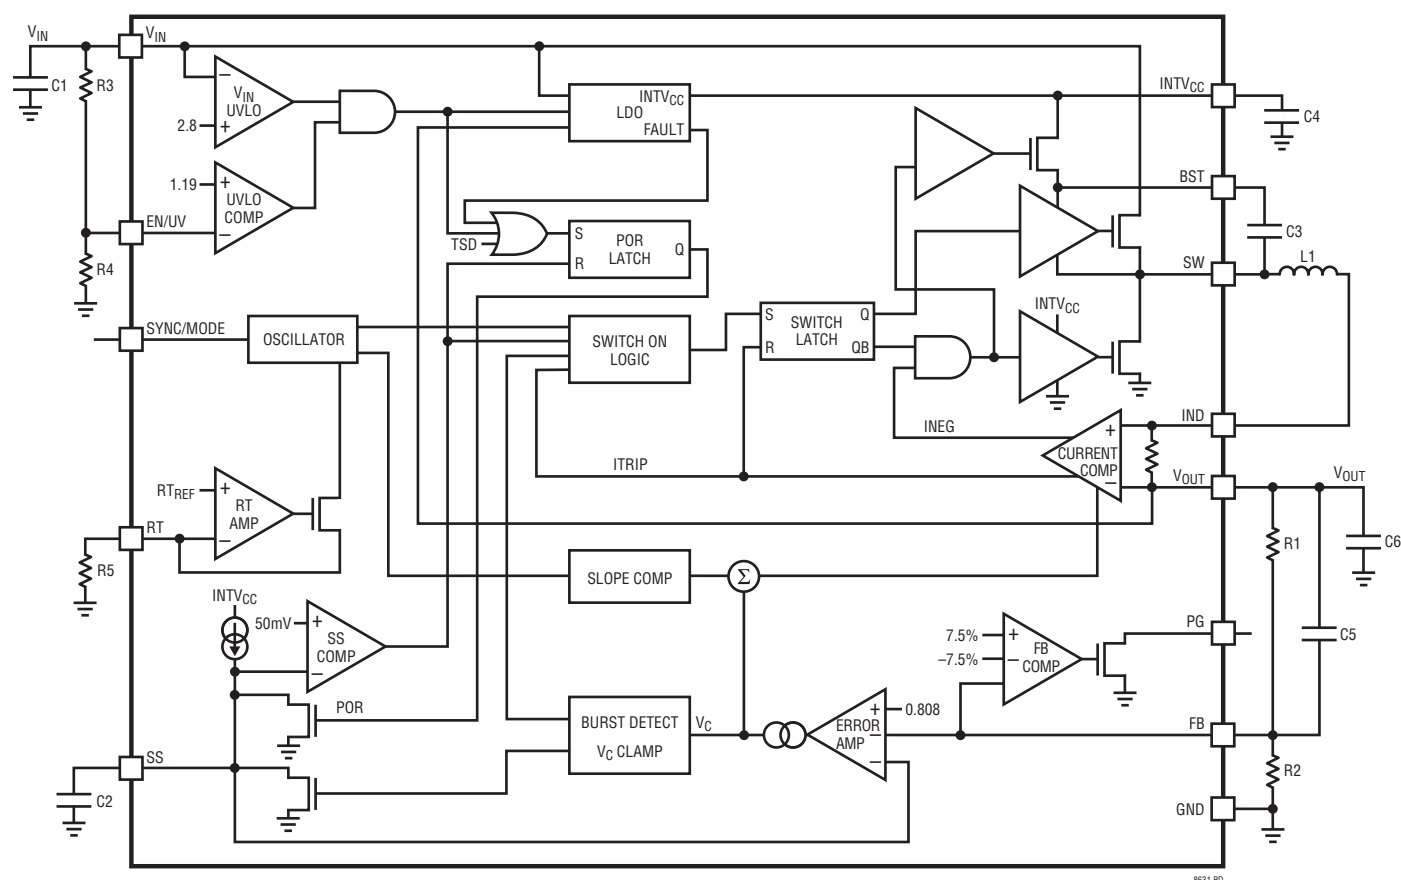 VIN
VIN
C1
R3
VIN
UVLO
2.8
+
−
1.19
+
UVLO
COMP
−
EN/UV
R4
INTVCC
LDO
FAULT
INTVCC
C4
BST
C3
SW
L1
TSD
S
POR
LATCH
Q
R
SYNC/MODE
OSCILLATOR
SWITCH ON
LOGIC
S
SWITCH
LATCH
Q
R
QB
INTVCC
INEG
ITRIP
+
CURRENT
COMP
−
IND
VOUT
VOUT
RTREF
+
RT
AMP
−
RT
R5
SLOPE COMP
Σ
R1
C6
INTVCC
50mV
+
SS
COMP
−
POR
7.5%
+
−7.5%
−
FB
COMP
PG
C5
BURST DETECT
VC CLAMP
VC
+
0.808
ERROR
AMP
−
−
FB
SS
C2
R2
GND
8631 BD